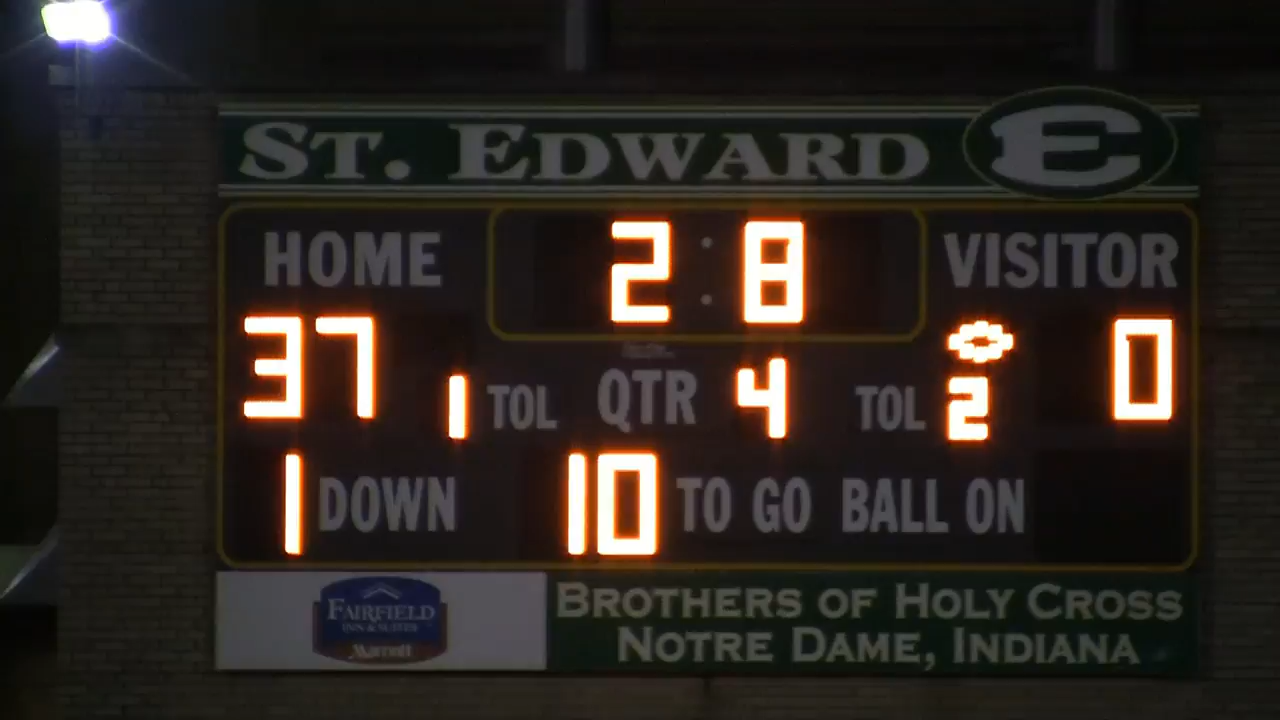 ST. EDWARD E
HOME 2:8 VISITOR
37 1 TOL QTR 4 TOL 2 0
1 DOWN 10 TO GO BALL ON
FAIRFIELD
INN & SUITES
Marriott
BROTHERS OF HOLY CROSS
NOTRE DAME, INDIANA